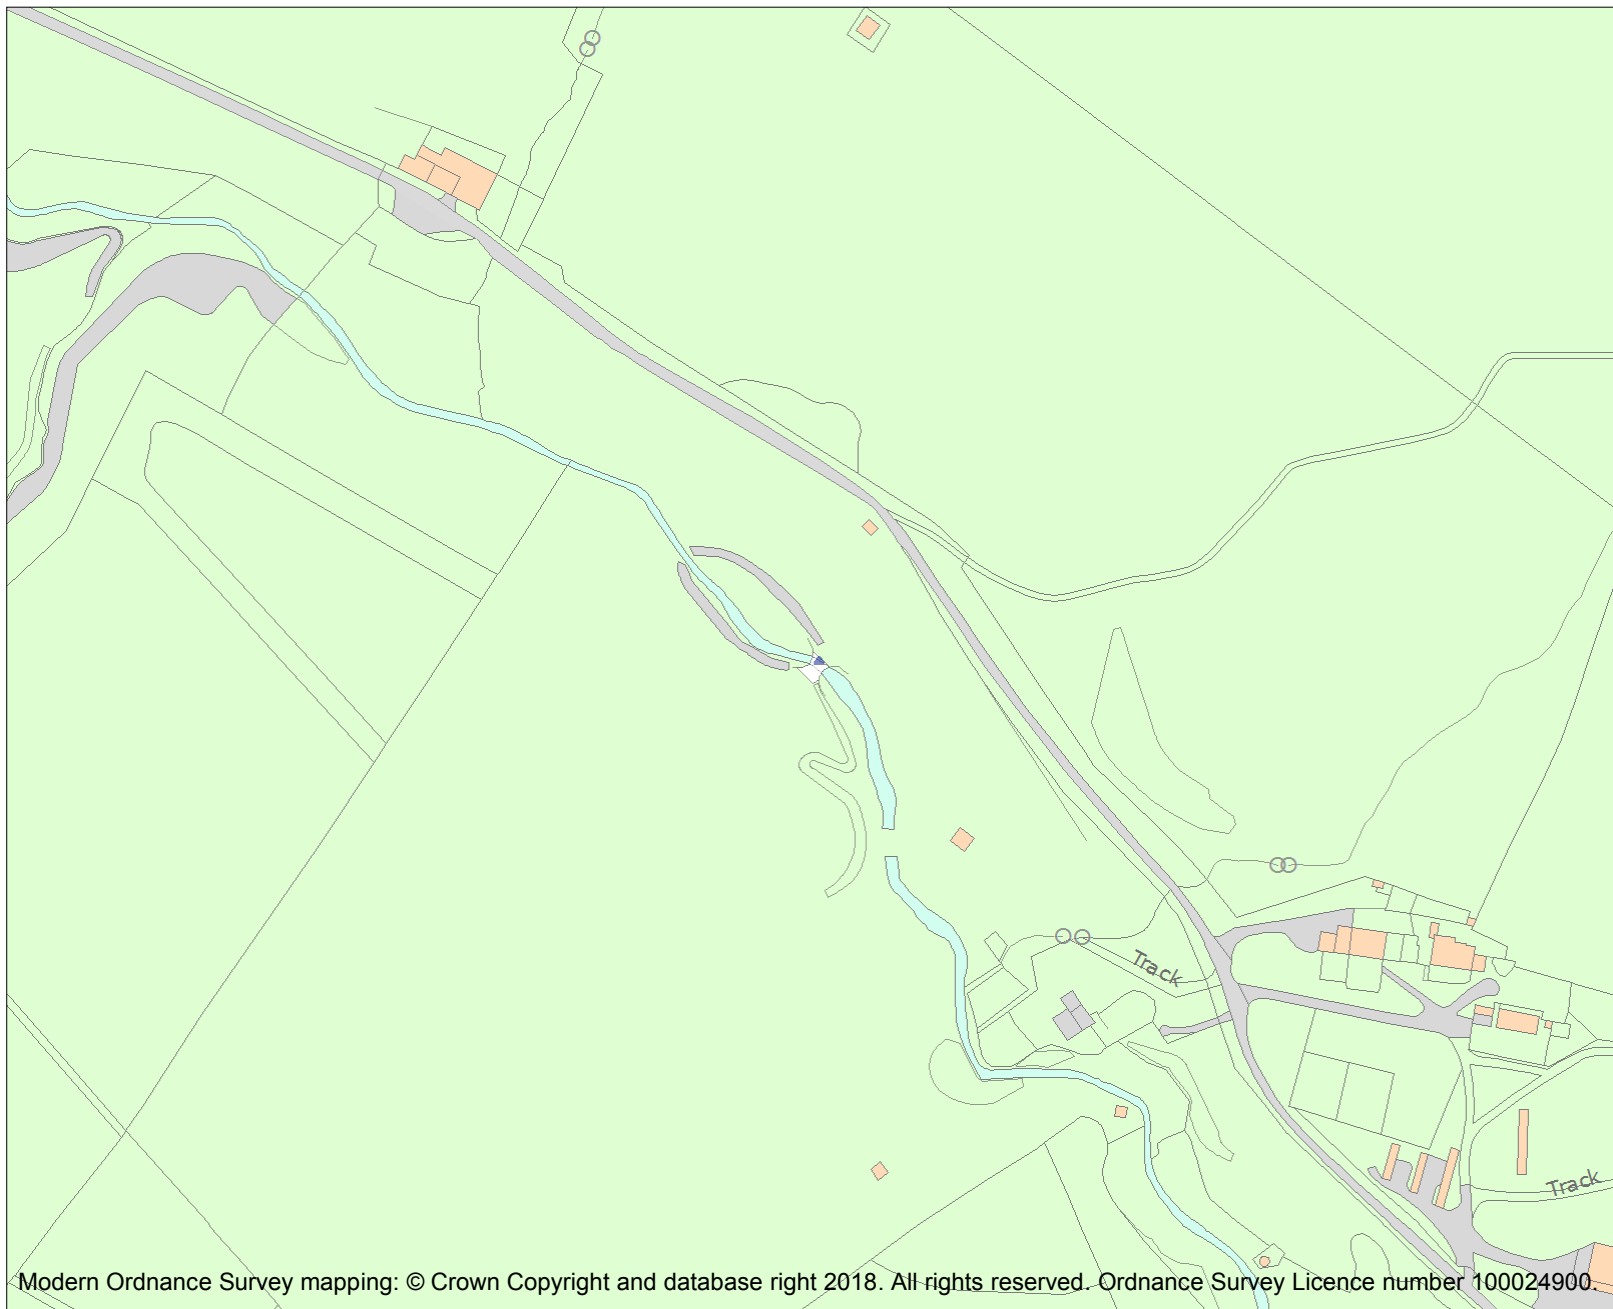 Track
Track
Modern Ordnance Survey mapping: © Crown Copyright and database right 2018. All rights reserved. Ordnance Survey Licence number 100024900.